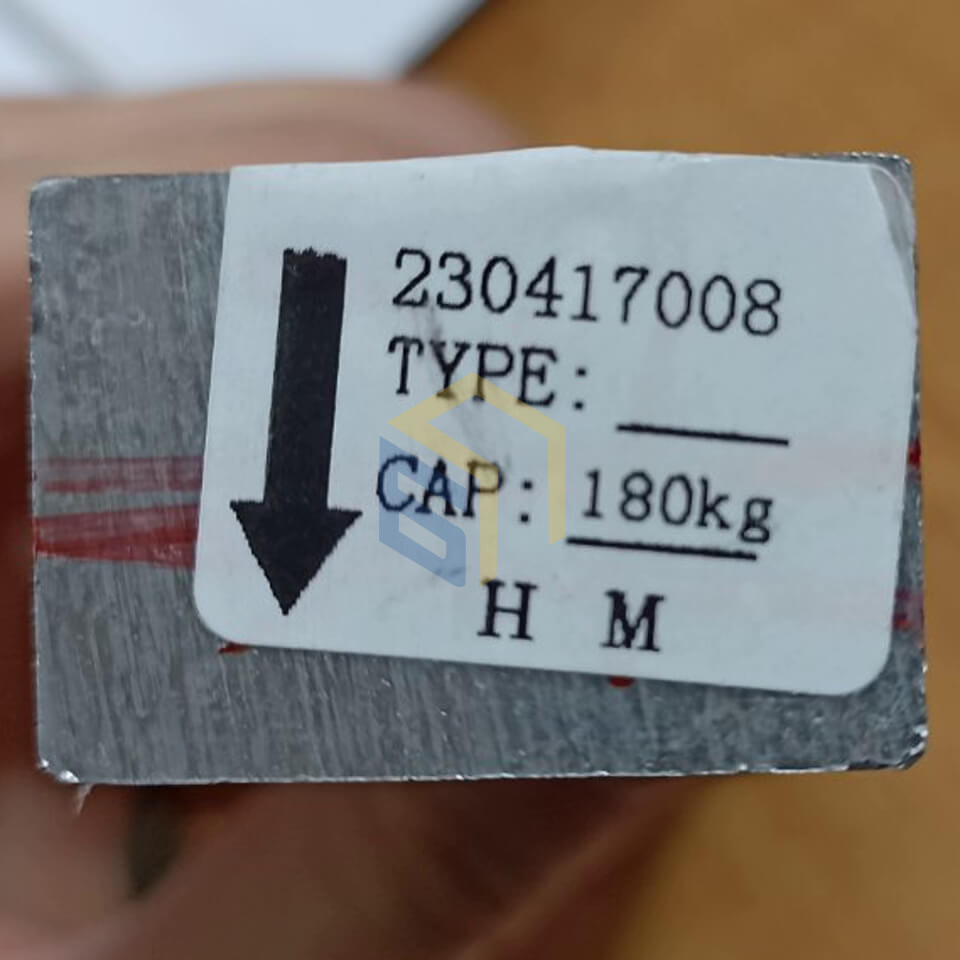 230417008
TYPE:
CAP: 180kg
H M